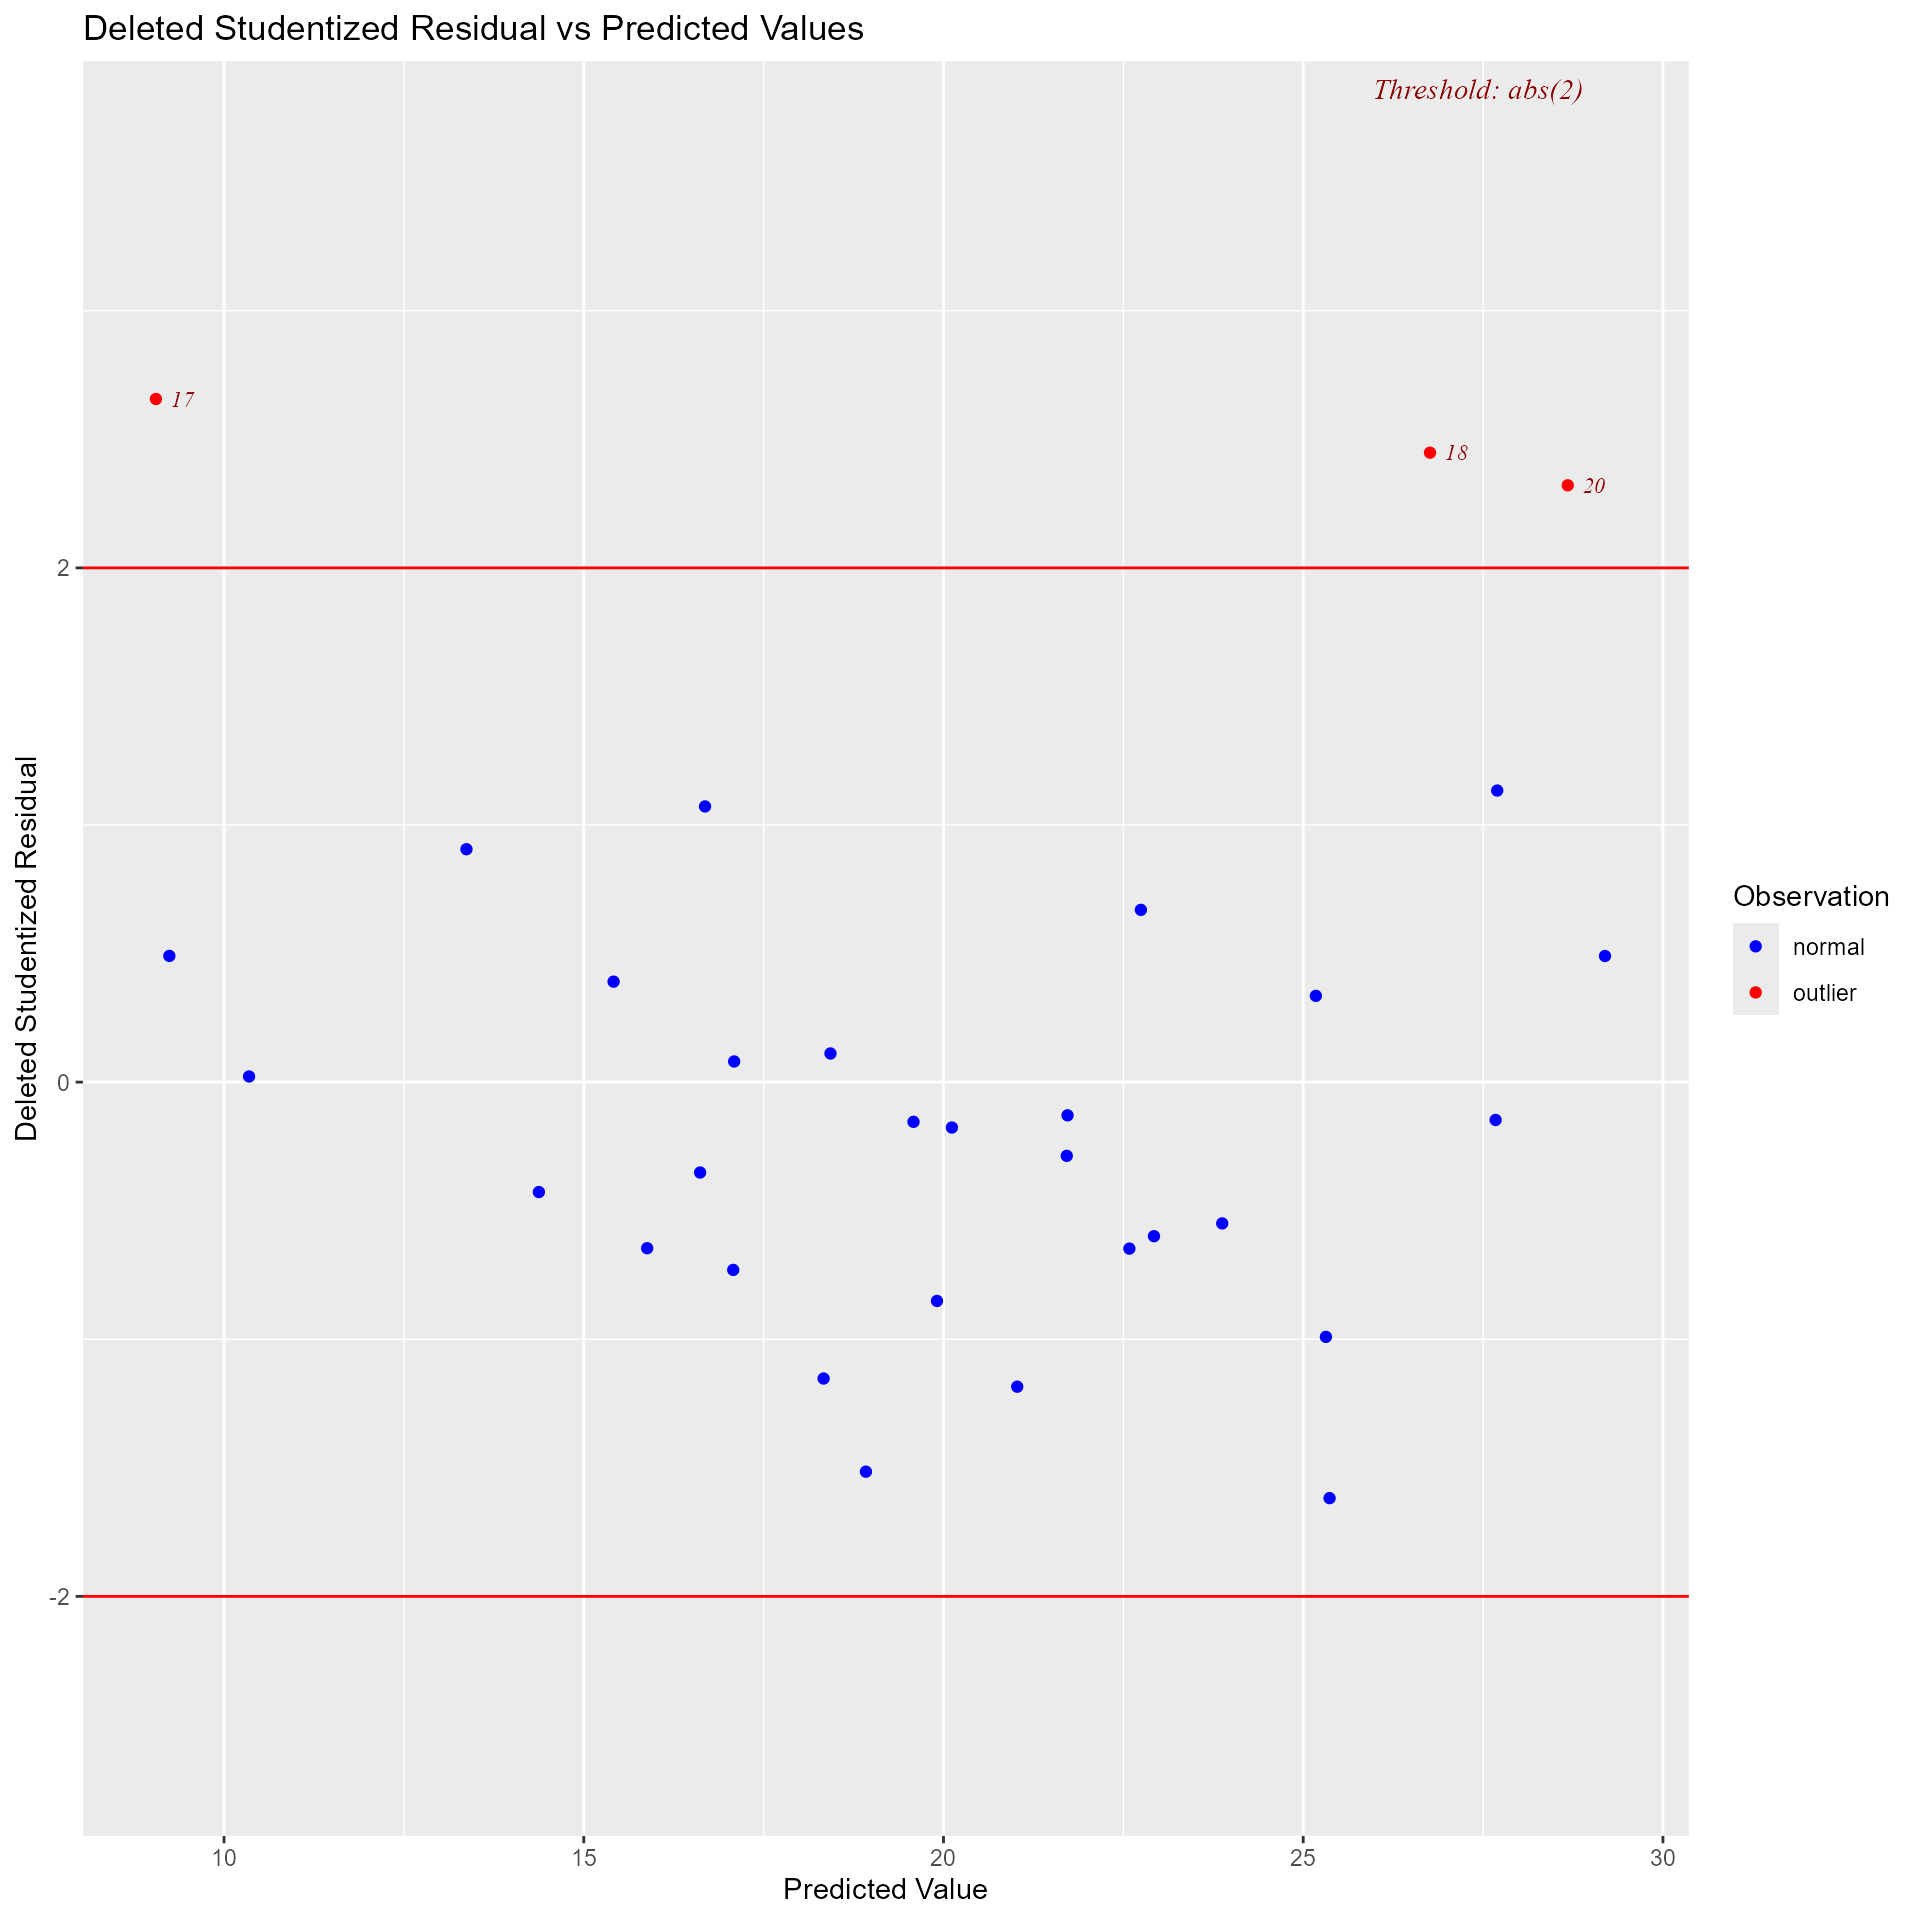 Deleted Studentized Residual vs Predicted Values
Threshold: abs(2)
17
18
20
2
0
-2
Deleted Studentized Residual
Observation
normal
outlier
10
15
20
25
30
Predicted Value